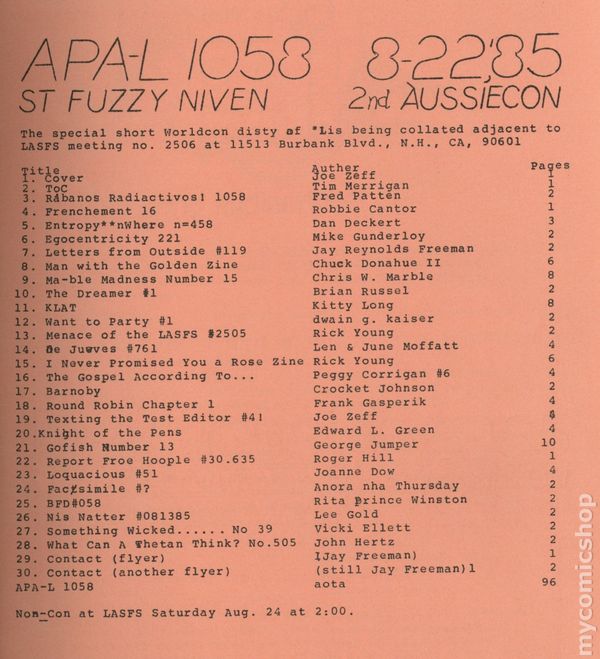 APA-L 1058 8-22,'85
ST FUZZY NIVEN 2nd AUSSIECON
The special short Worldcon disty of 'Lis being collated adjacent to
LASFS meeting no. 2506 at 11513 Burbank Blvd., N.H., CA, 90601
Title Author Pages
1. Cover Joe Zeff 1
2. ToC Tim Merrigan 1
3. Rábanos Radiactivos! 1058 Fred Patten 2
4. Frenchement 16 Robbie Cantor 1
5. Entropy**nWhere n=458 Dan Deckert 3
6. Egocentricity 221 Mike Gunderloy 2
7. Letters from Outside #119 Jay Reynolds Freeman 2
8. Man with the Golden Zine Chuck Donahue II 6
9. Ma-ble Madness Number 15 Chris W. Marble 8
10. The Dreamer #1 Brian Russel 2
11. KLAT Kitty Long 8
12. Want to Party #1 dwain g. kaiser 2
13. Menace of the LASFS #2505 Rick Young 2
14. De Jueves #761 Len & June Moffatt 4
15. I Never Promised You a Rose Zine Rick Young 6
16. The Gospel According To... Peggy Corrigan #6 4
17. Barnoby Crocket Johnson 2
18. Round Robin Chapter 1 Frank Gasperik 4
19. Texting the Test Editor #4! Joe Zeff
20.Knight of the Pens Edward L. Green 4
21. Gofish Number 13 George Jumper 10
22. Report Froe Hoople #30.635 Roger Hill 1
23. Loquacious #51 Joanne Dow 4
24. Facsimile #? Anora nha Thursday 2
25. BFD#058 Rita Prince Winston 2
26. Nis Natter #081385 Lee Gold 2
27. Something Wicked...... No 39 Vicki Ellett 2
28. What Can A Thetan Think? No.505 John Hertz 2
29. Contact (flyer) (Jay Freeman) 1
30. Contact (another flyer) (still Jay Freeman)1 2
APA-L 1058 aota 96
Non-Con at LASFS Saturday Aug. 24 at 2:00.
mycomicshop